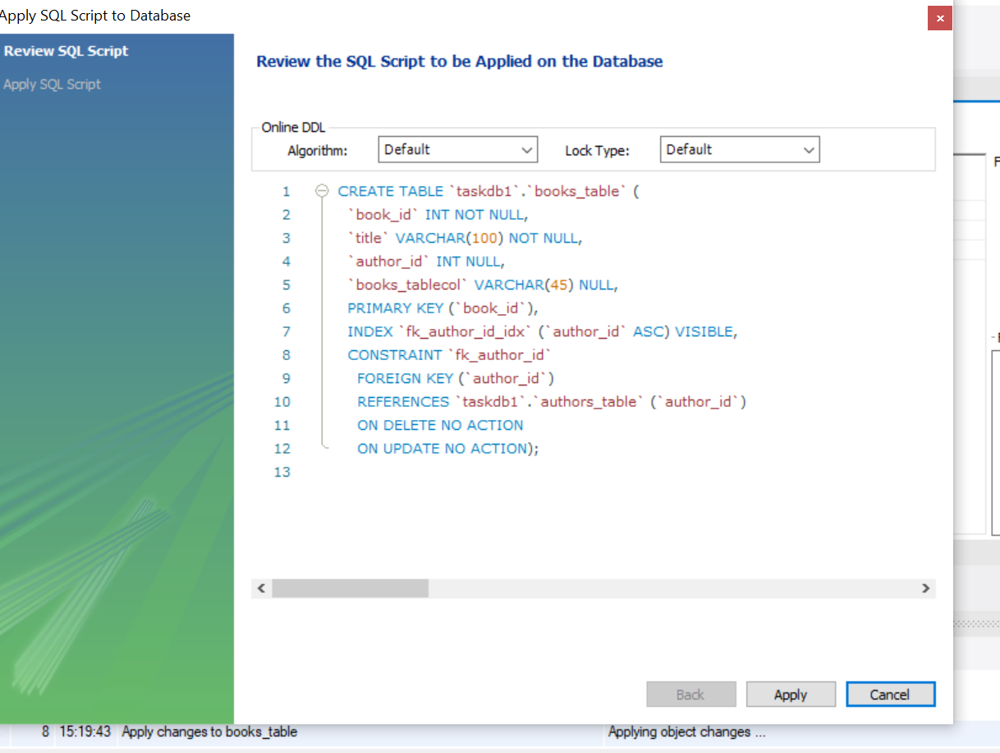 Apply SQL Script to Database
Review SQL Script
Apply SQL Script
Review the SQL Script to be Applied on the Database
Online DDL
Algorithm: Default Lock Type: Default
1 CREATE TABLE `taskdb1`.`books_table` (
2 `book_id` INT NOT NULL,
3 `title` VARCHAR(100) NOT NULL,
4 `author_id` INT NULL,
5 `books_tablecol` VARCHAR(45) NULL,
6 PRIMARY KEY (`book_id`),
7 INDEX `fk_author_id_idx` (`author_id` ASC) VISIBLE,
8 CONSTRAINT `fk_author_id`
9 FOREIGN KEY (`author_id`)
10 REFERENCES `taskdb1`.`authors_table` (`author_id`)
11 ON DELETE NO ACTION
12 ON UPDATE NO ACTION);
13
Back Apply Cancel
8 15:19:43 Apply changes to books_table Applying object changes ...